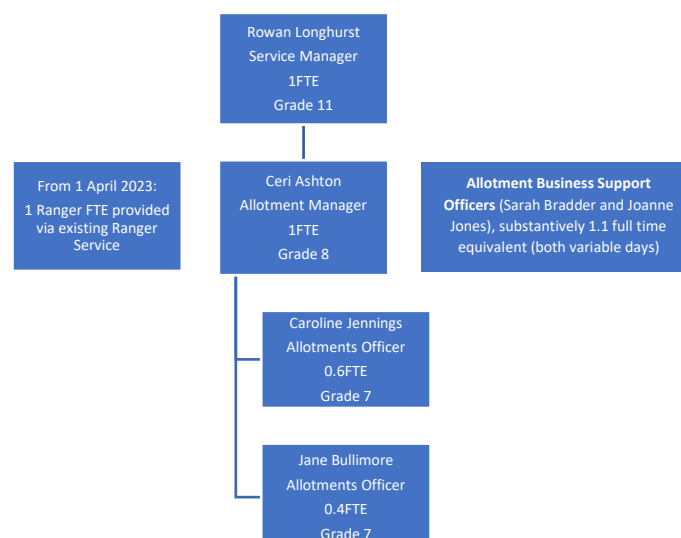 Rowan Longhurst
Service Manager
1FTE
Grade 11
From 1 April 2023:
1 Ranger FTE provided
via existing Ranger
Service
Ceri Ashton
Allotment Manager
1FTE
Grade 8
Allotment Business Support
Officers (Sarah Bradder and Joanne
Jones), substantively 1.1 full time
equivalent (both variable days)
Caroline Jennings
Allotments Officer
0.6FTE
Grade 7
Jane Bullimore
Allotments Officer
0.4FTE
Grade 7